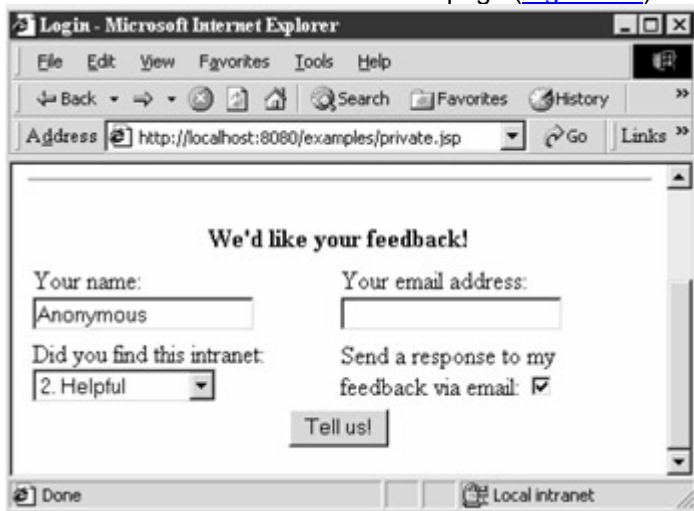 Login - Microsoft Internet Explorer
File Edit View Favorites Tools Help
Back Search Favorites History »
Address http://localhost:8080/examples/private.jsp Go Links »
We'd like your feedback!
Your name: Your email address:
Anonymous
Did you find this intranet: Send a response to my
2. Helpful feedback via email:
Tell us!
Done Local intranet